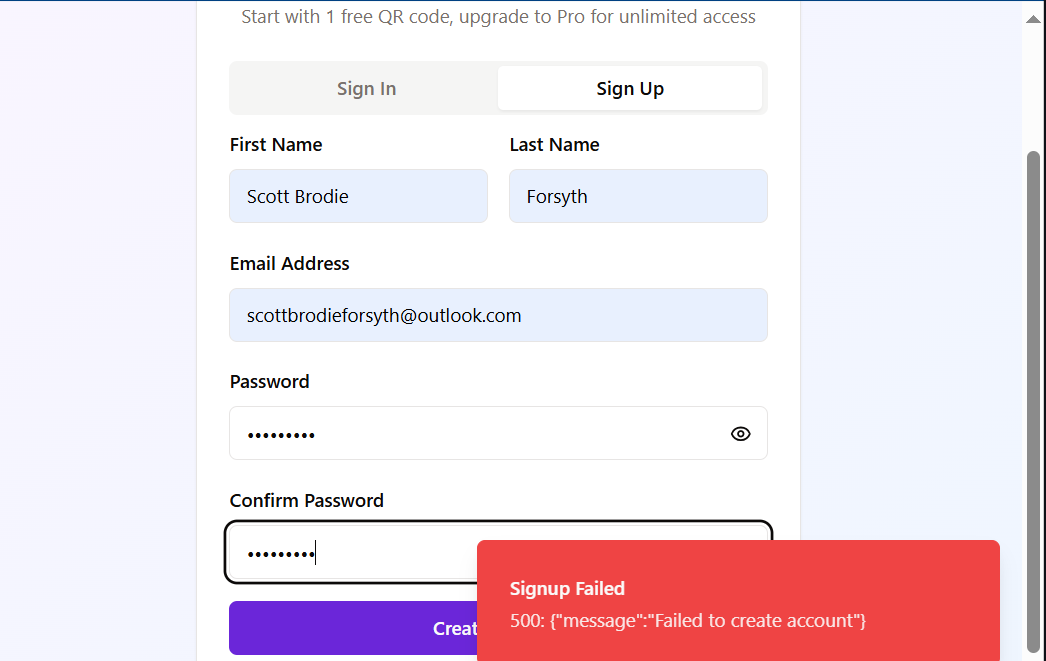 Start with 1 free QR code, upgrade to Pro for unlimited access
Sign In
Sign Up
First Name
Last Name
Scott Brodie
Forsyth
Email Address
scottbrodieforsyth@outlook.com
Password
•••••••••
Confirm Password
•••••••••
Signup Failed
500: {"message":"Failed to create account"}
Creat